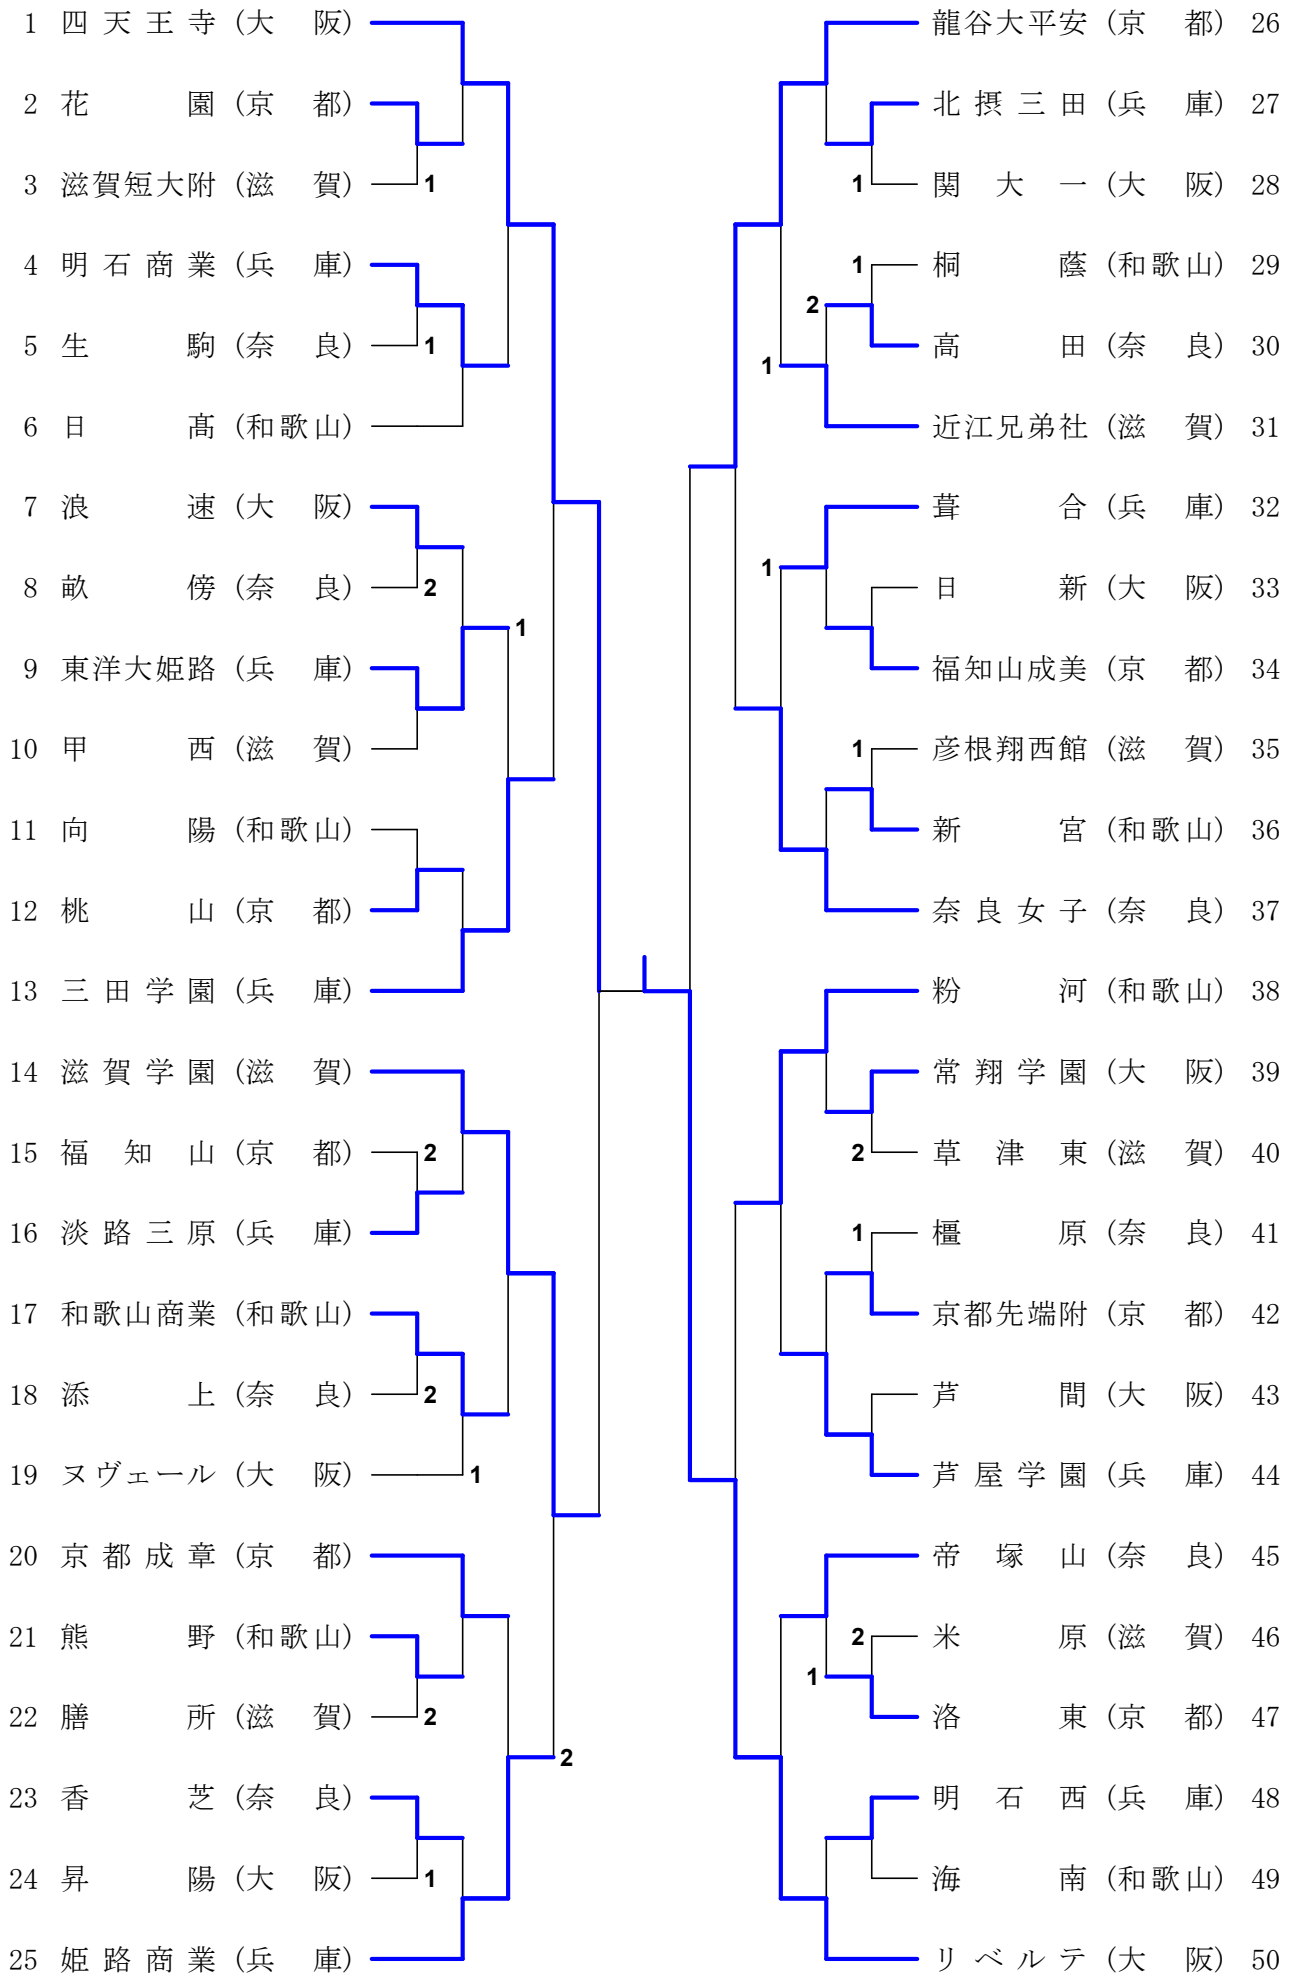 1 四天王寺 (大阪)
2 花園 (京都)
3 滋賀短大附 (滋賀)
1
4 明石商業 (兵庫)
5 生駒 (奈良)
1
6 日髙 (和歌山)
7 浪速 (大阪)
8 畝傍 (奈良)
2
1
9 東洋大姫路 (兵庫)
10 甲西 (滋賀)
11 向陽 (和歌山)
12 桃山 (京都)
13 三田学園 (兵庫)
14 滋賀学園 (滋賀)
15 福知山 (京都)
2
16 淡路三原 (兵庫)
17 和歌山商業 (和歌山)
18 添上 (奈良)
2
19 ヌヴェール (大阪)
1
20 京都成章 (京都)
21 熊野 (和歌山)
22 膳所 (滋賀)
2
2
23 香芝 (奈良)
24 昇陽 (大阪)
1
25 姫路商業 (兵庫)
龍谷大平安 (京都) 26
北摂三田 (兵庫) 27
1
関大一 (大阪) 28
1
桐蔭 (和歌山) 29
2
高田 (奈良) 30
1
近江兄弟社 (滋賀) 31
葺合 (兵庫) 32
1
日新 (大阪) 33
福知山成美 (京都) 34
1
彦根翔西館 (滋賀) 35
新宮 (和歌山) 36
奈良女子 (奈良) 37
粉河 (和歌山) 38
常翔学園 (大阪) 39
2
草津東 (滋賀) 40
1
橿原 (奈良) 41
京都先端附 (京都) 42
芦間 (大阪) 43
芦屋学園 (兵庫) 44
帝塚山 (奈良) 45
2
米原 (滋賀) 46
1
洛東 (京都) 47
明石西 (兵庫) 48
海南 (和歌山) 49
リベルテ (大阪) 50